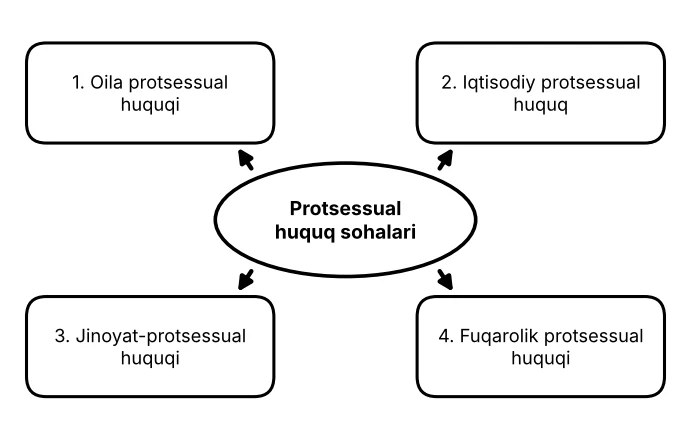 1. Oila protsessual
huquqi
2. Iqtisodiy protsessual
huquq
Protsessual
huquq sohalari
3. Jinoyat-protsessual
huquqi
4. Fuqarolik protsessual
huquqi